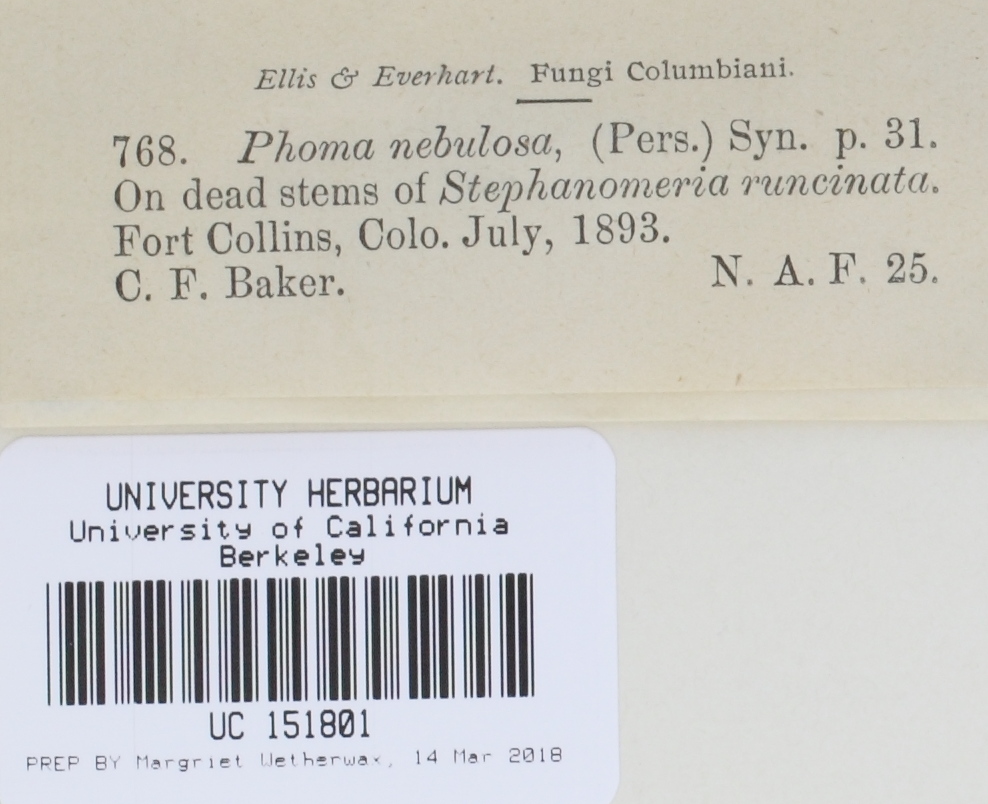 Ellis & Everhart. Fungi Columbiani.
768. Phoma nebulosa, (Pers.) Syn. p. 31.
On dead stems of Stephanomeria runcinata.
Fort Collins, Colo. July, 1893.
C. F. Baker. N. A. F. 25.
UNIVERSITY HERBARIUM
University of California
Berkeley
UC 151801
PREP BY Margriet Wetherwax, 14 Mar 2018